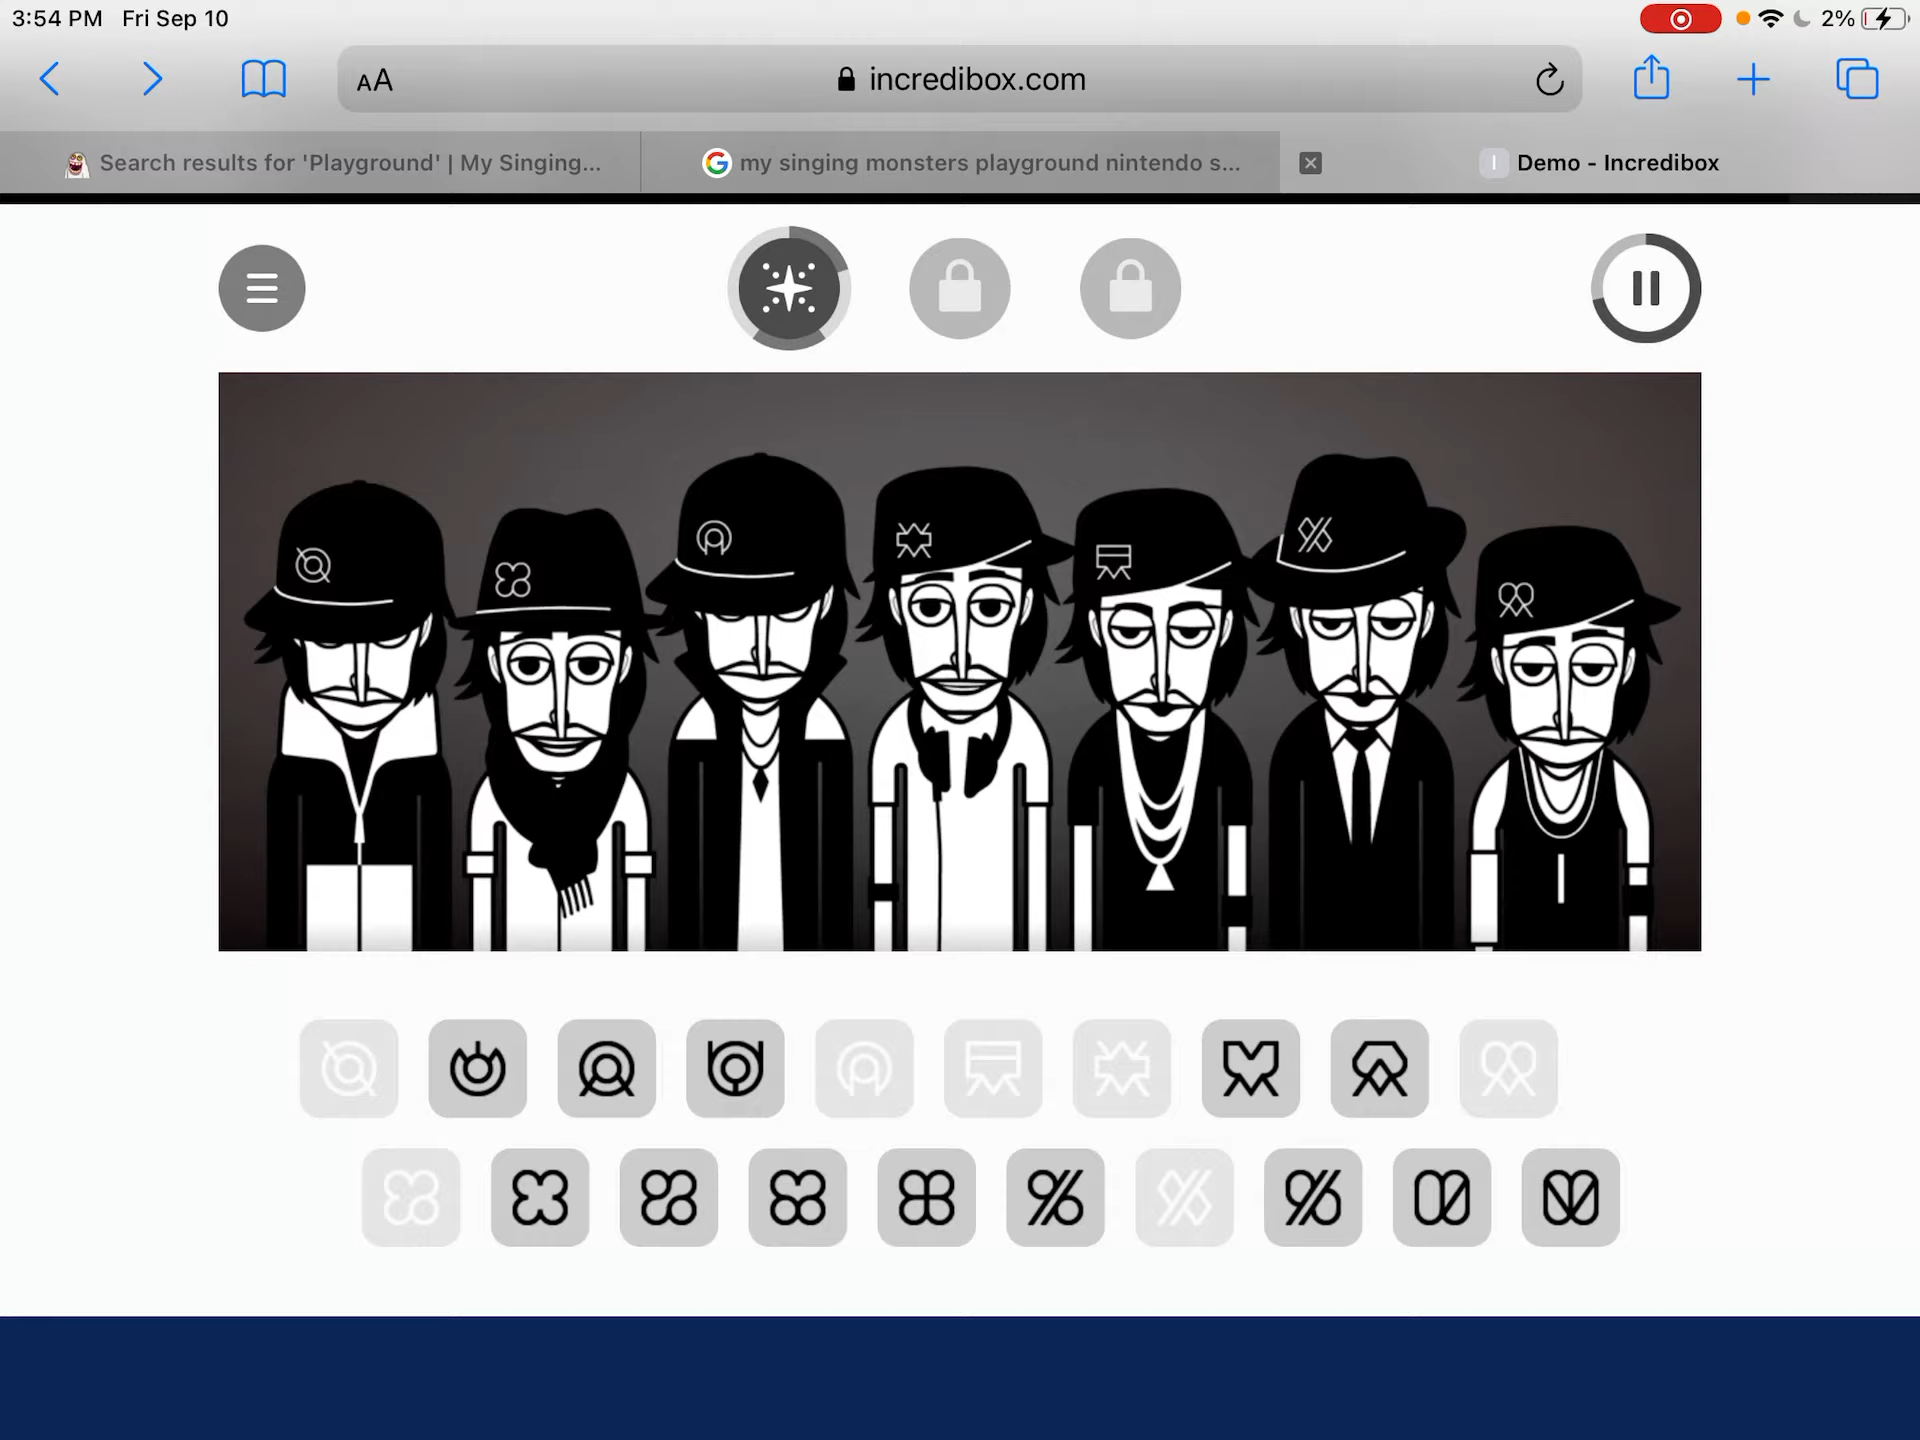 3:54 PM Fri Sep 10
2%
AA
incredibox.com
Search results for 'Playground' | My Singing...
my singing monsters playground nintendo s...
Demo - Incredibox